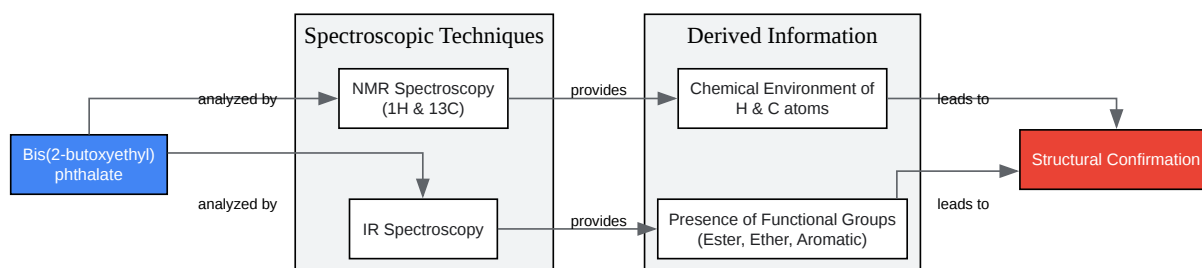 Spectroscopic Techniques
Derived Information
NMR Spectroscopy
(1H & 13C)
Chemical Environment of
H & C atoms
analyzed by
provides
leads to
Bis(2-butoxyethyl)
phthalate
Structural Confirmation
analyzed by
IR Spectroscopy
provides
Presence of Functional Groups
(Ester, Ether, Aromatic)
leads to